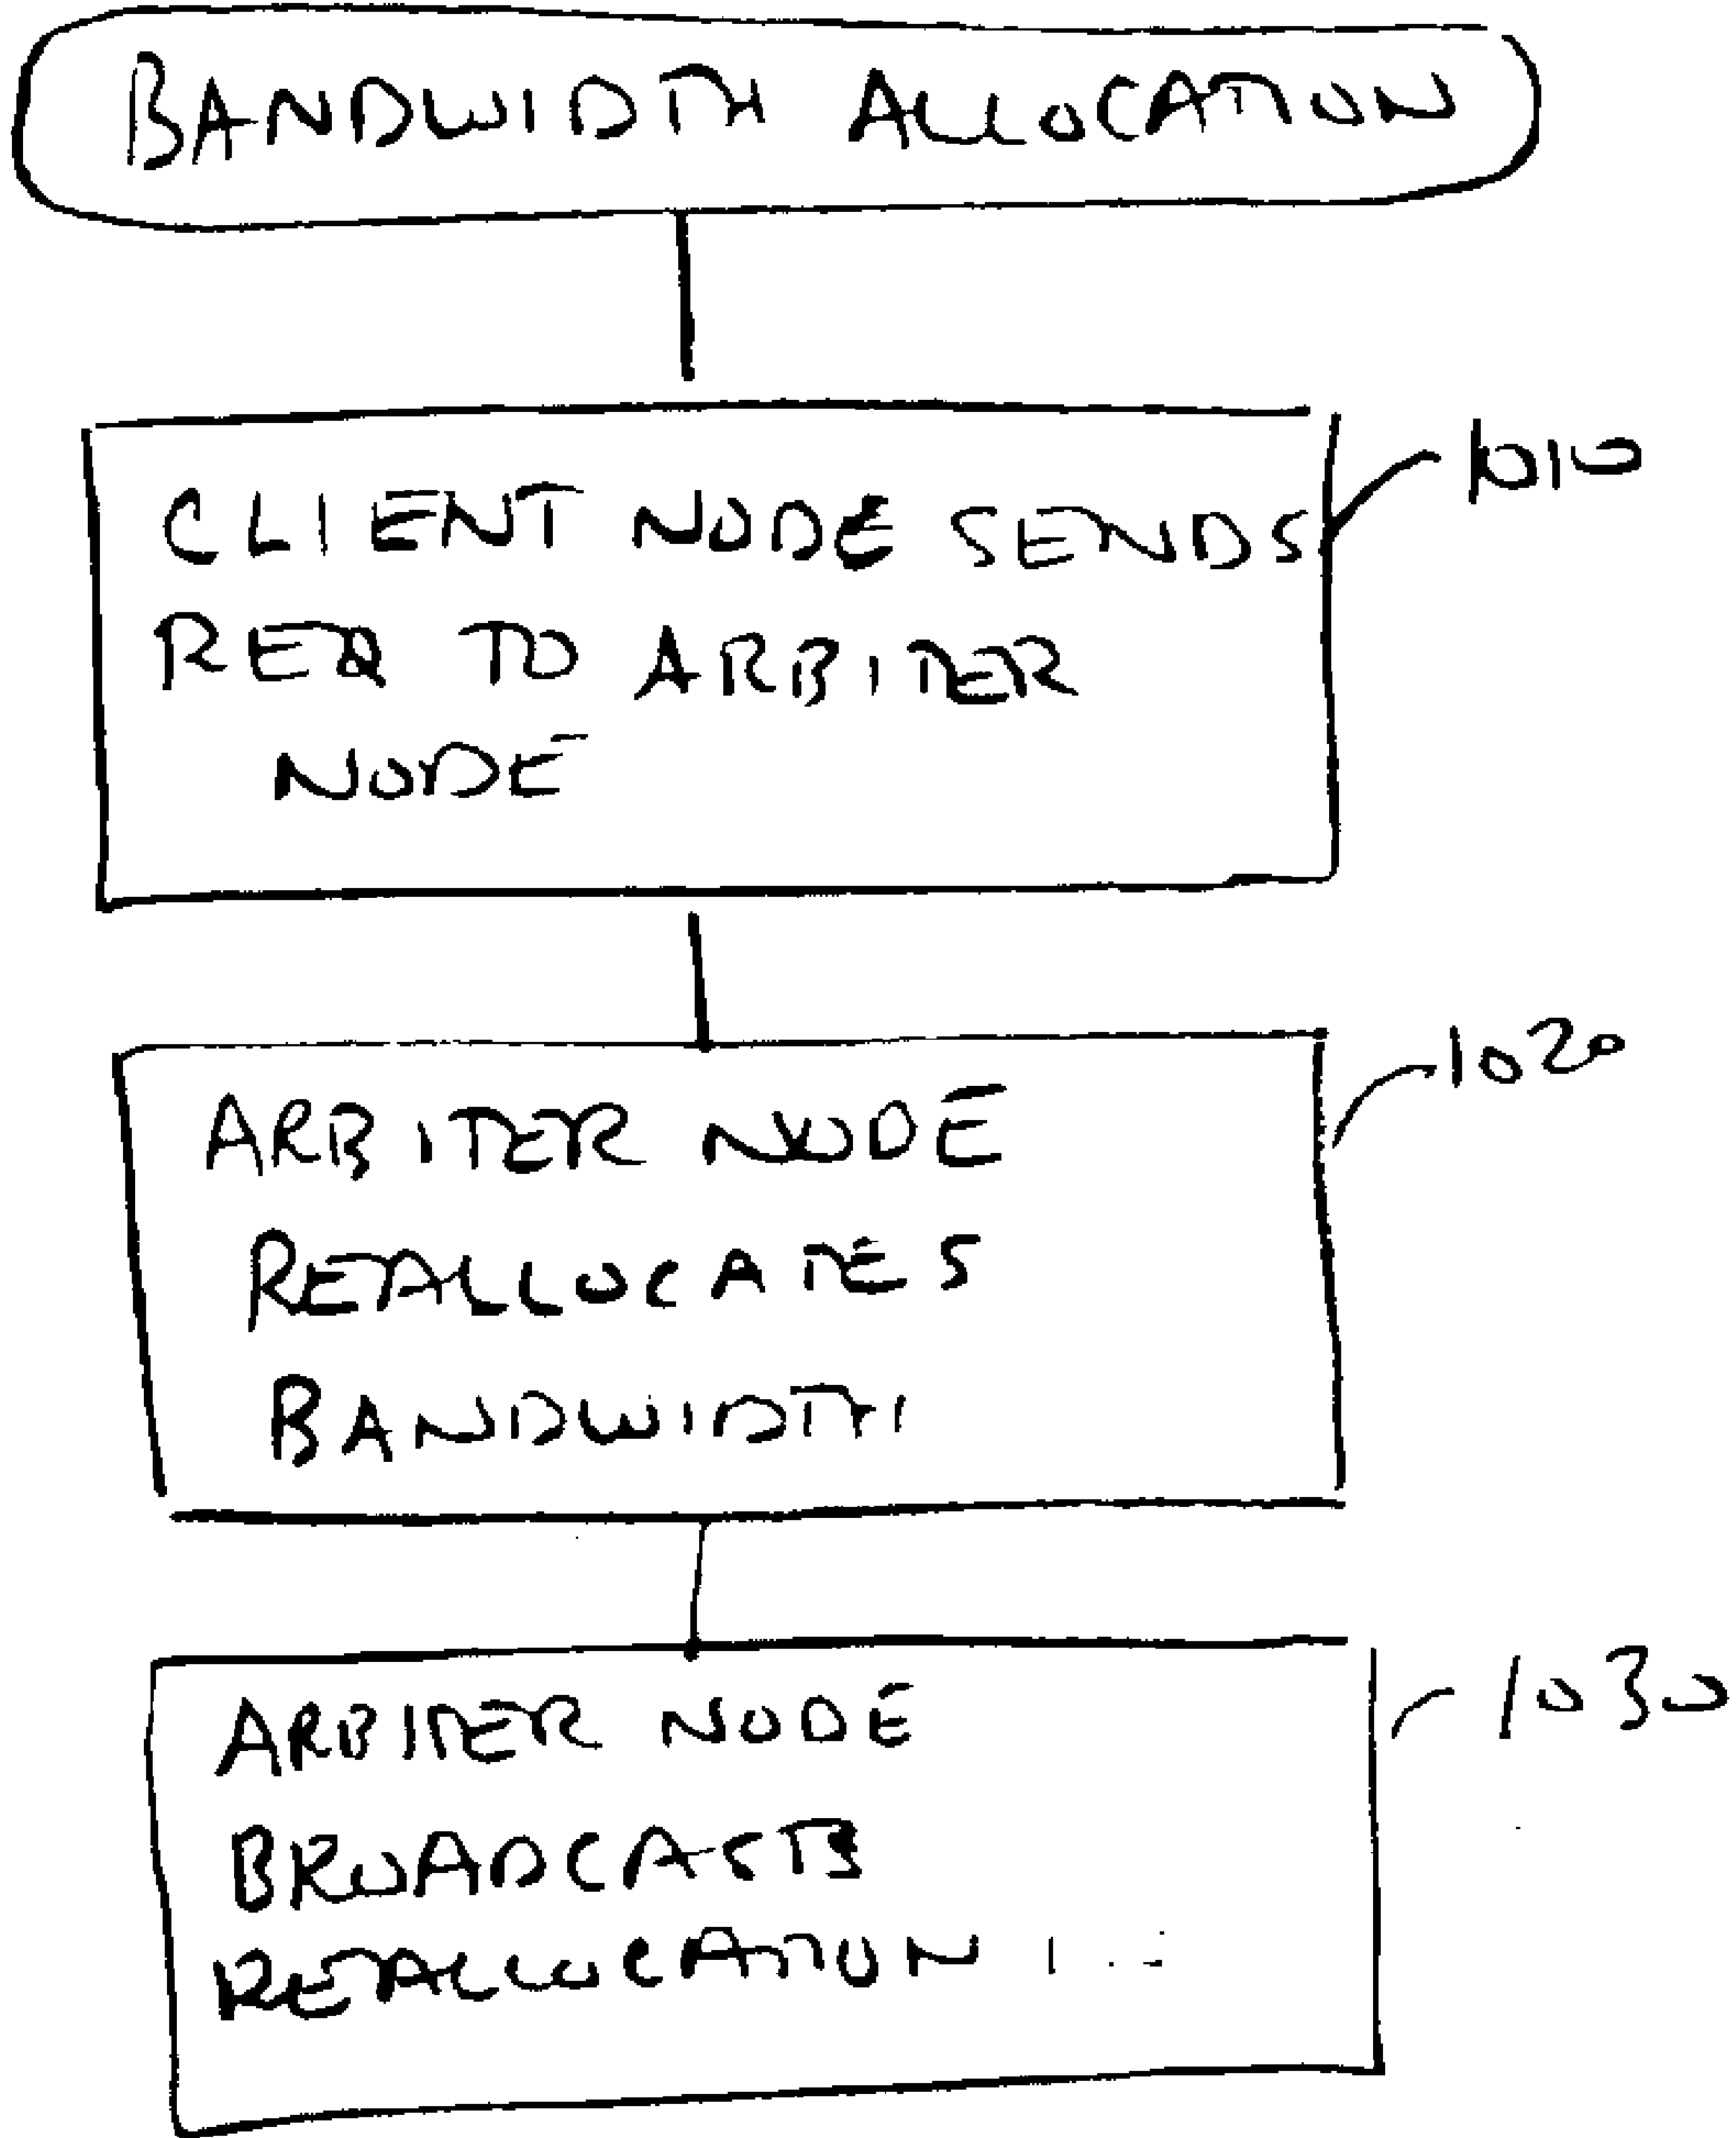 BANDWIDTH ALLOCATION
CLIENT NODE SENDS
REQ TO ARBITER
NODE
1010
ARBITER NODE
REALLOCATES
BANDWIDTH
1020
ARBITER NODE
BROADCASTS
REALLOCATION
1030